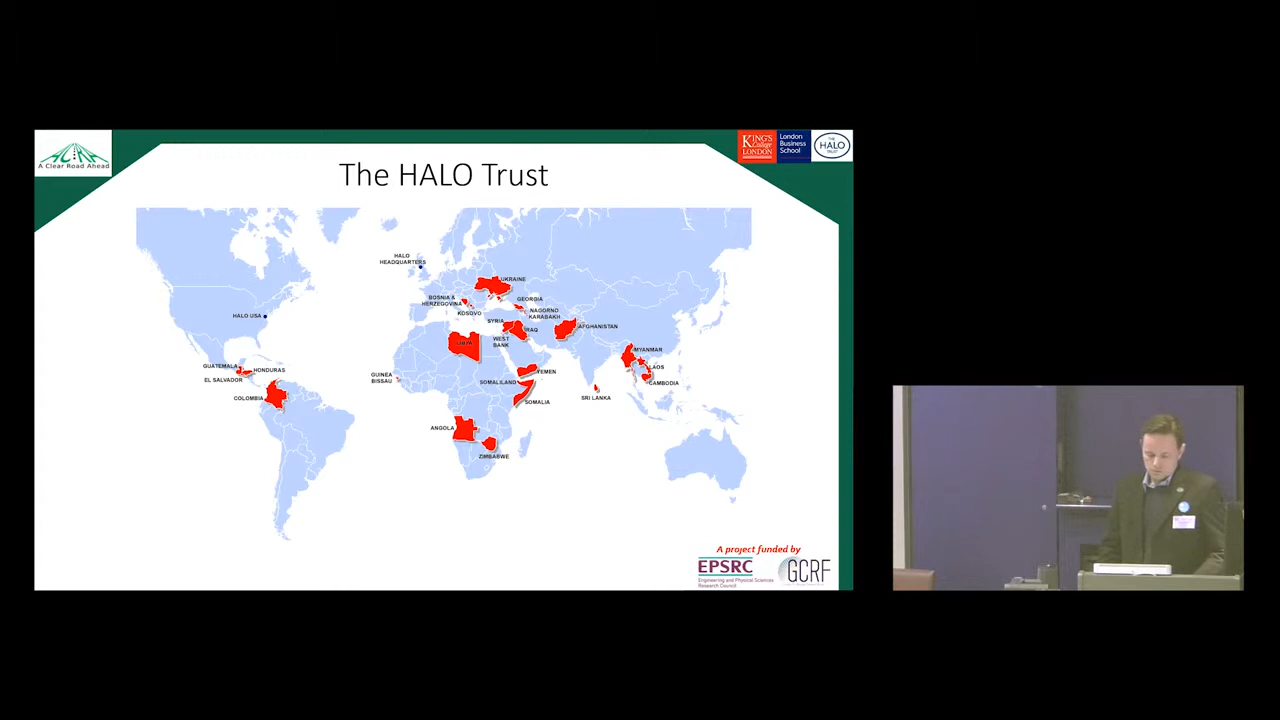 A Clear Road Ahead
KING'S
College
LONDON
London
Business
School
THE
HALO
TRUST
The HALO Trust
HALO
HEADQUARTERS
UKRAINE
BOSNIA &
HERZEGOVINA
GEORGIA
KOSOVO
NAGORNO
KARABAKH
HALO USA
SYRIA
IRAQ
AFGHANISTAN
LIBYA
WEST
BANK
MYANMAR
GUATEMALA
HONDURAS
LAOS
EL SALVADOR
GUINEA
BISSAU
YEMEN
SOMALILAND
CAMBODIA
COLOMBIA
SOMALIA
SRI LANKA
ANGOLA
ZIMBABWE
A project funded by
EPSRC
Engineering and Physical Sciences
Research Council
GCRF